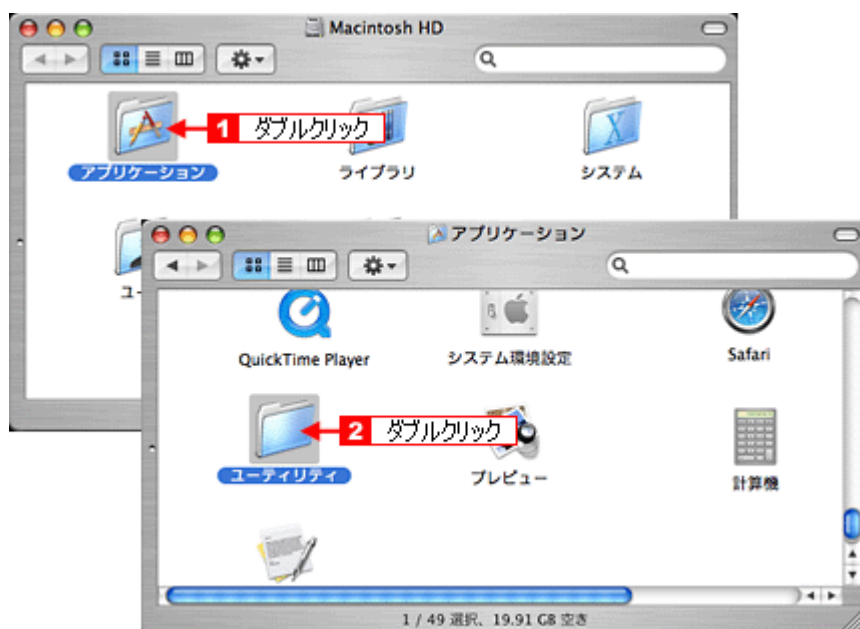 Macintosh HD
1 ダブルクリック
アプリケーション
ライブラリ
システム
アプリケーション
QuickTime Player
システム環境設定
Safari
2 ダブルクリック
ユーティリティ
プレビュー
計算機
1 / 49 選択、19.91 GB 空き